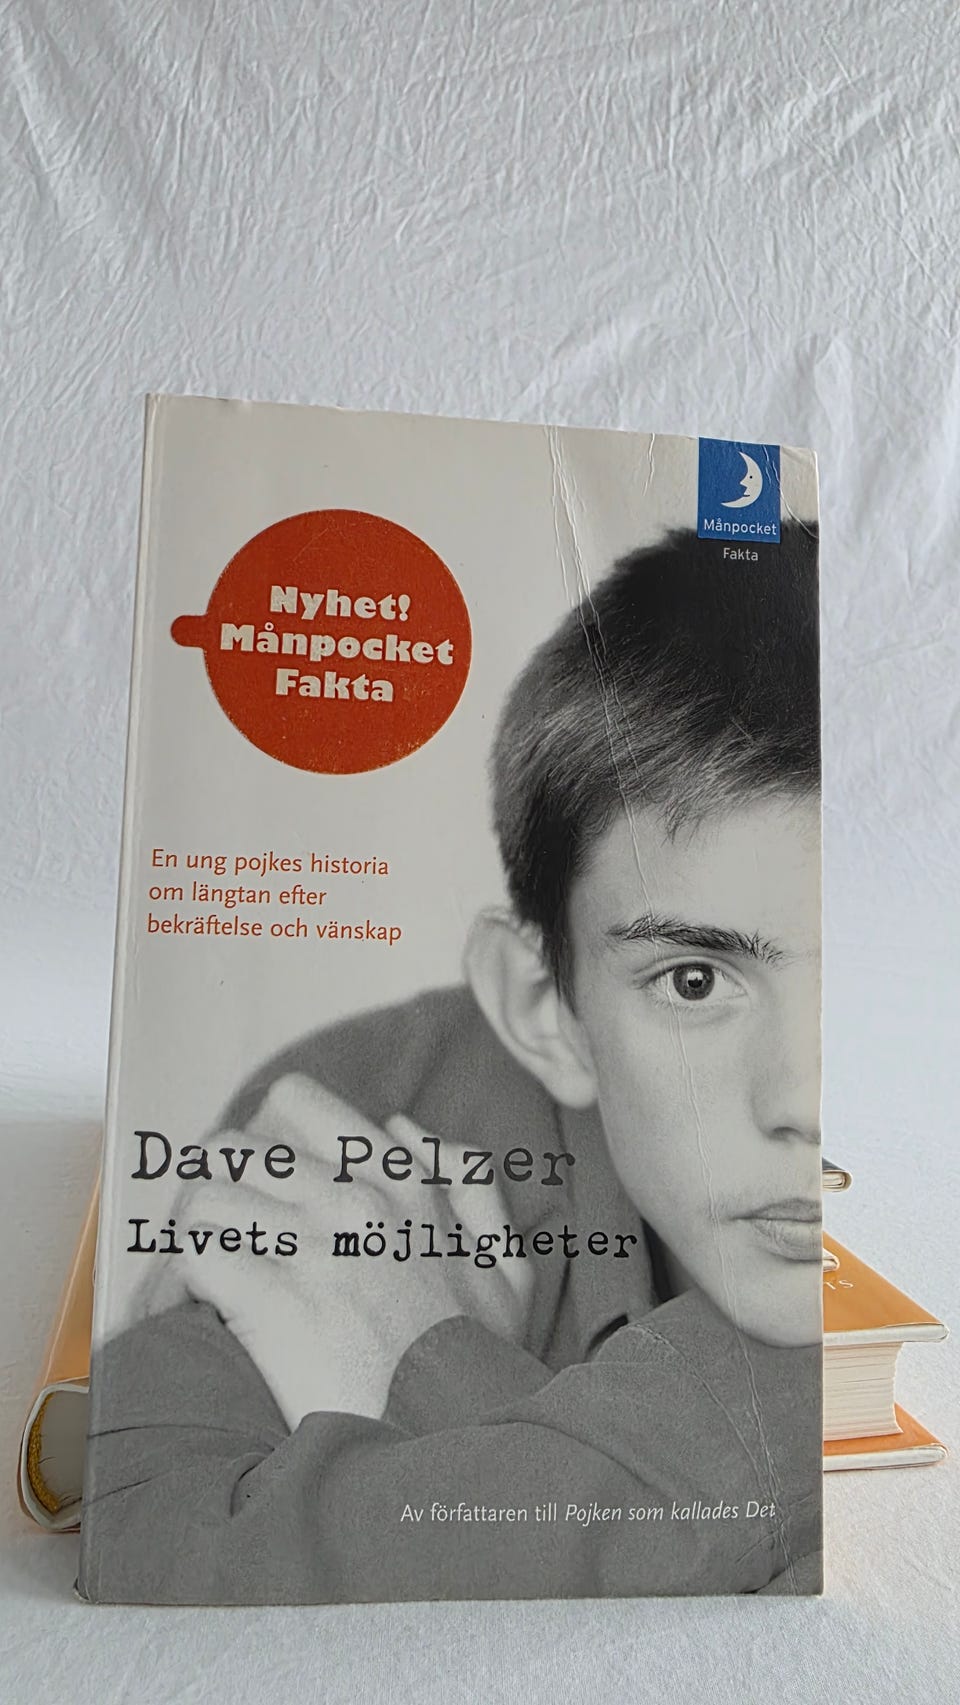 Månpocket
Fakta
Nyhet!
Månpocket
Fakta
En ung pojkes historia
om längtan efter
bekräftelse och vänskap
Dave Pelzer
Livets möjligheter
Av författaren till Pojken som kallades Det